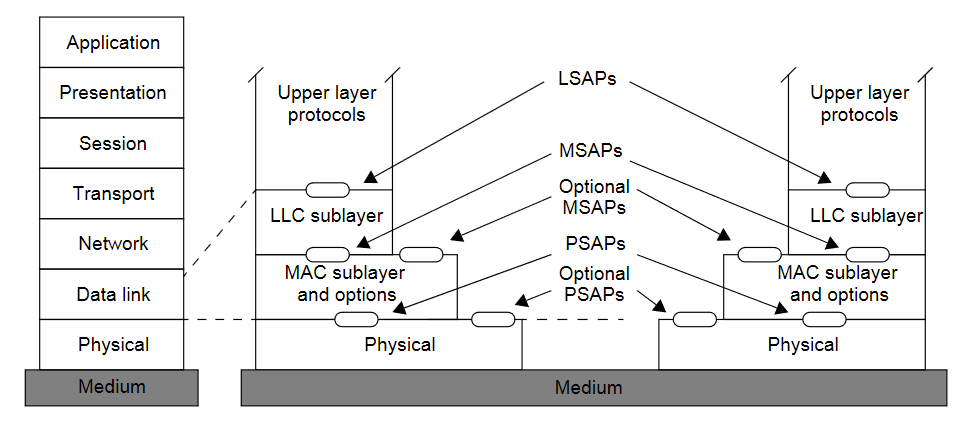 Application
Presentation
Session
Transport
Network
Data link
Physical
Medium
Upper layer
protocols
LLC sublayer
MAC sublayer
and options
Physical
LSAPs
MSAPs
Optional
MSAPs
PSAPs
Optional
PSAPs
Upper layer
protocols
LLC sublayer
MAC sublayer
and options
Physical
Medium